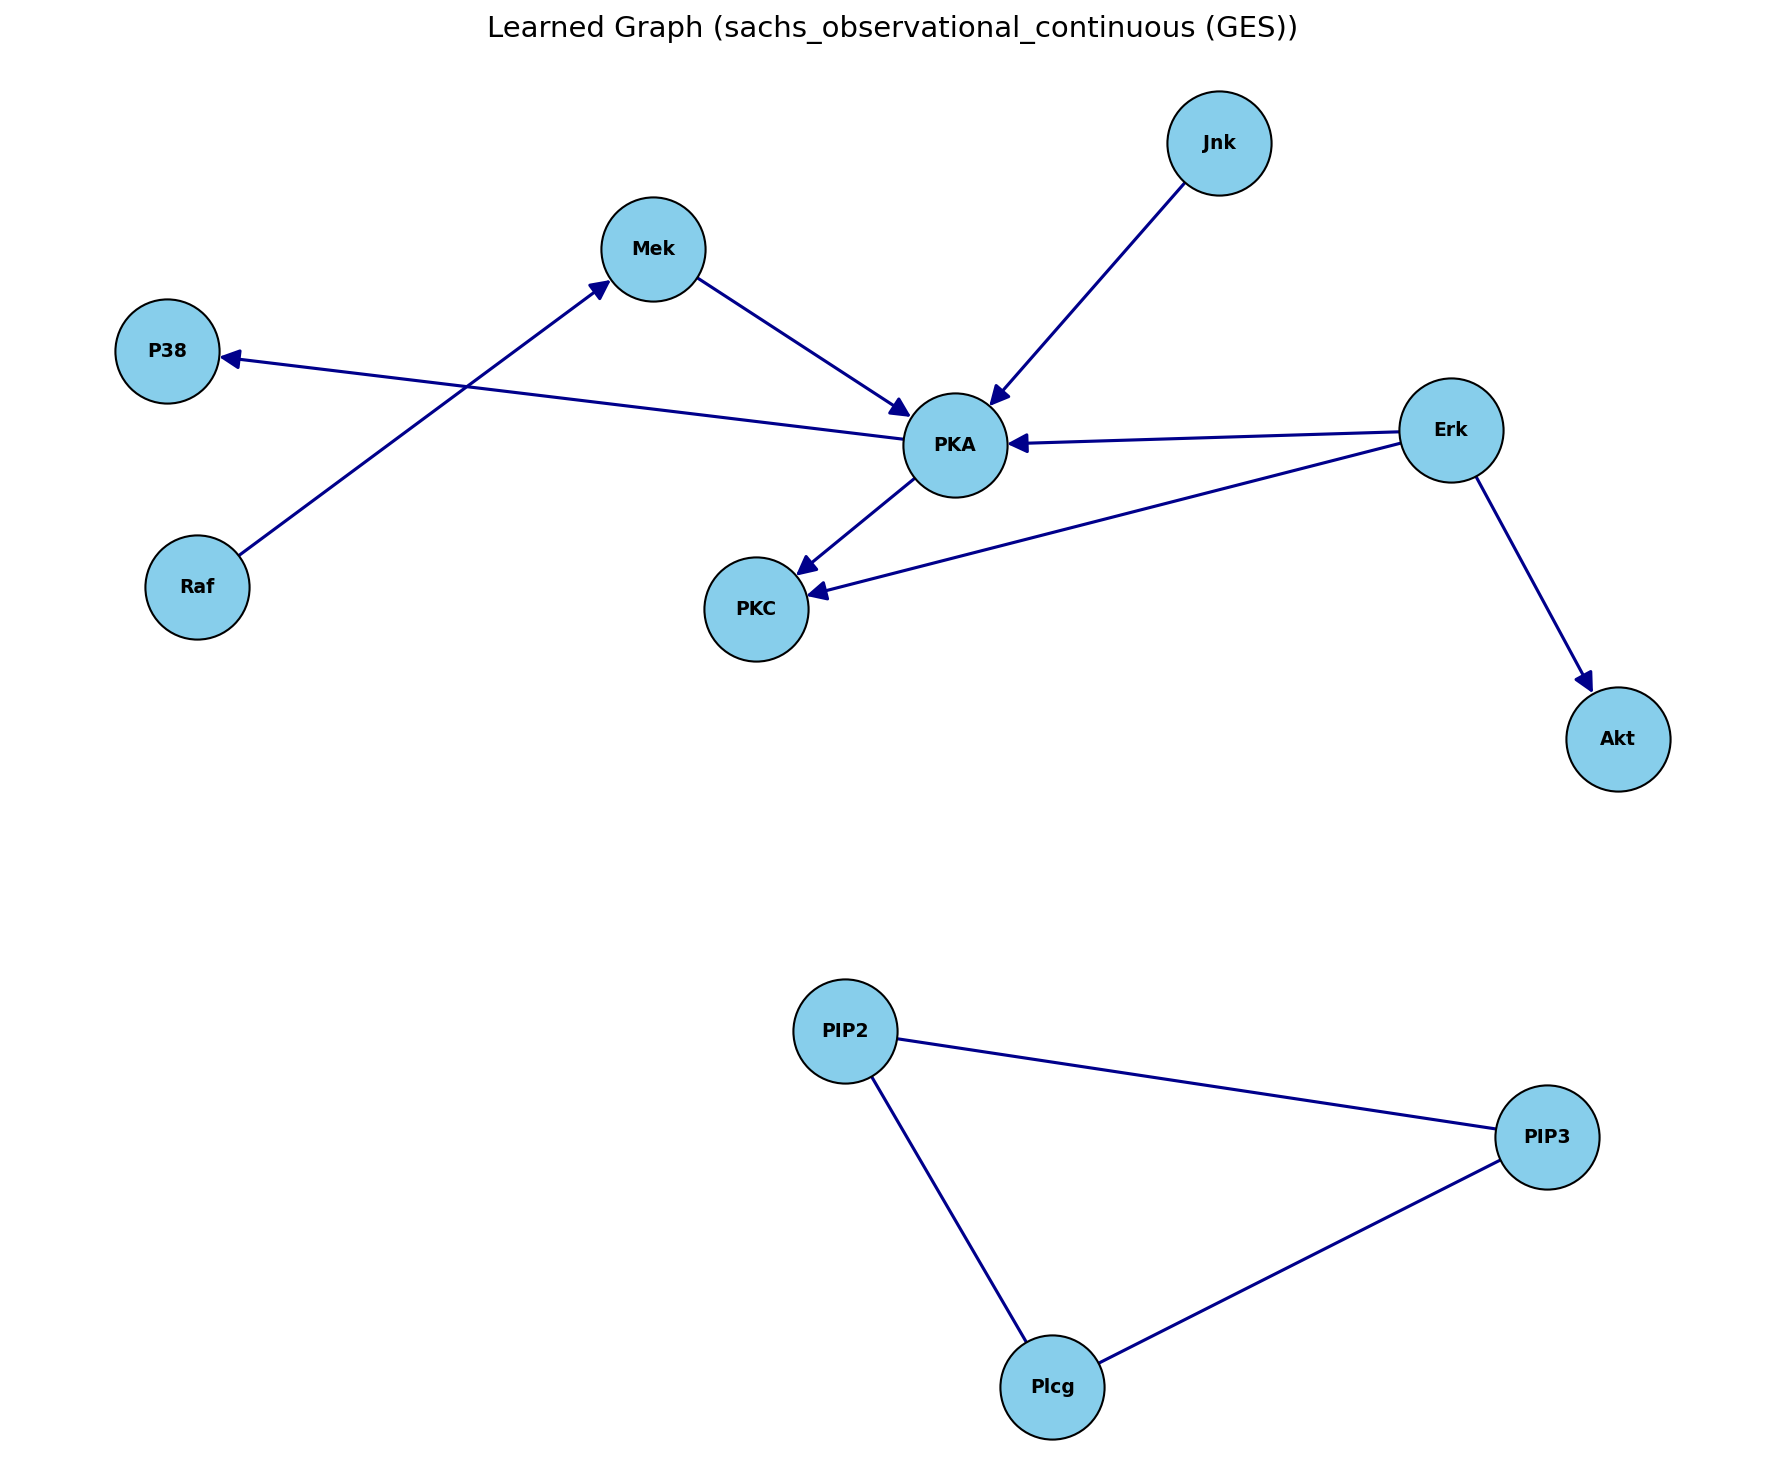 Learned Graph (sachs_observational_continuous (GES))
Jnk
Mek
P38
Erk
PKA
Raf
PKC
Akt
PIP2
PIP3
Plcg